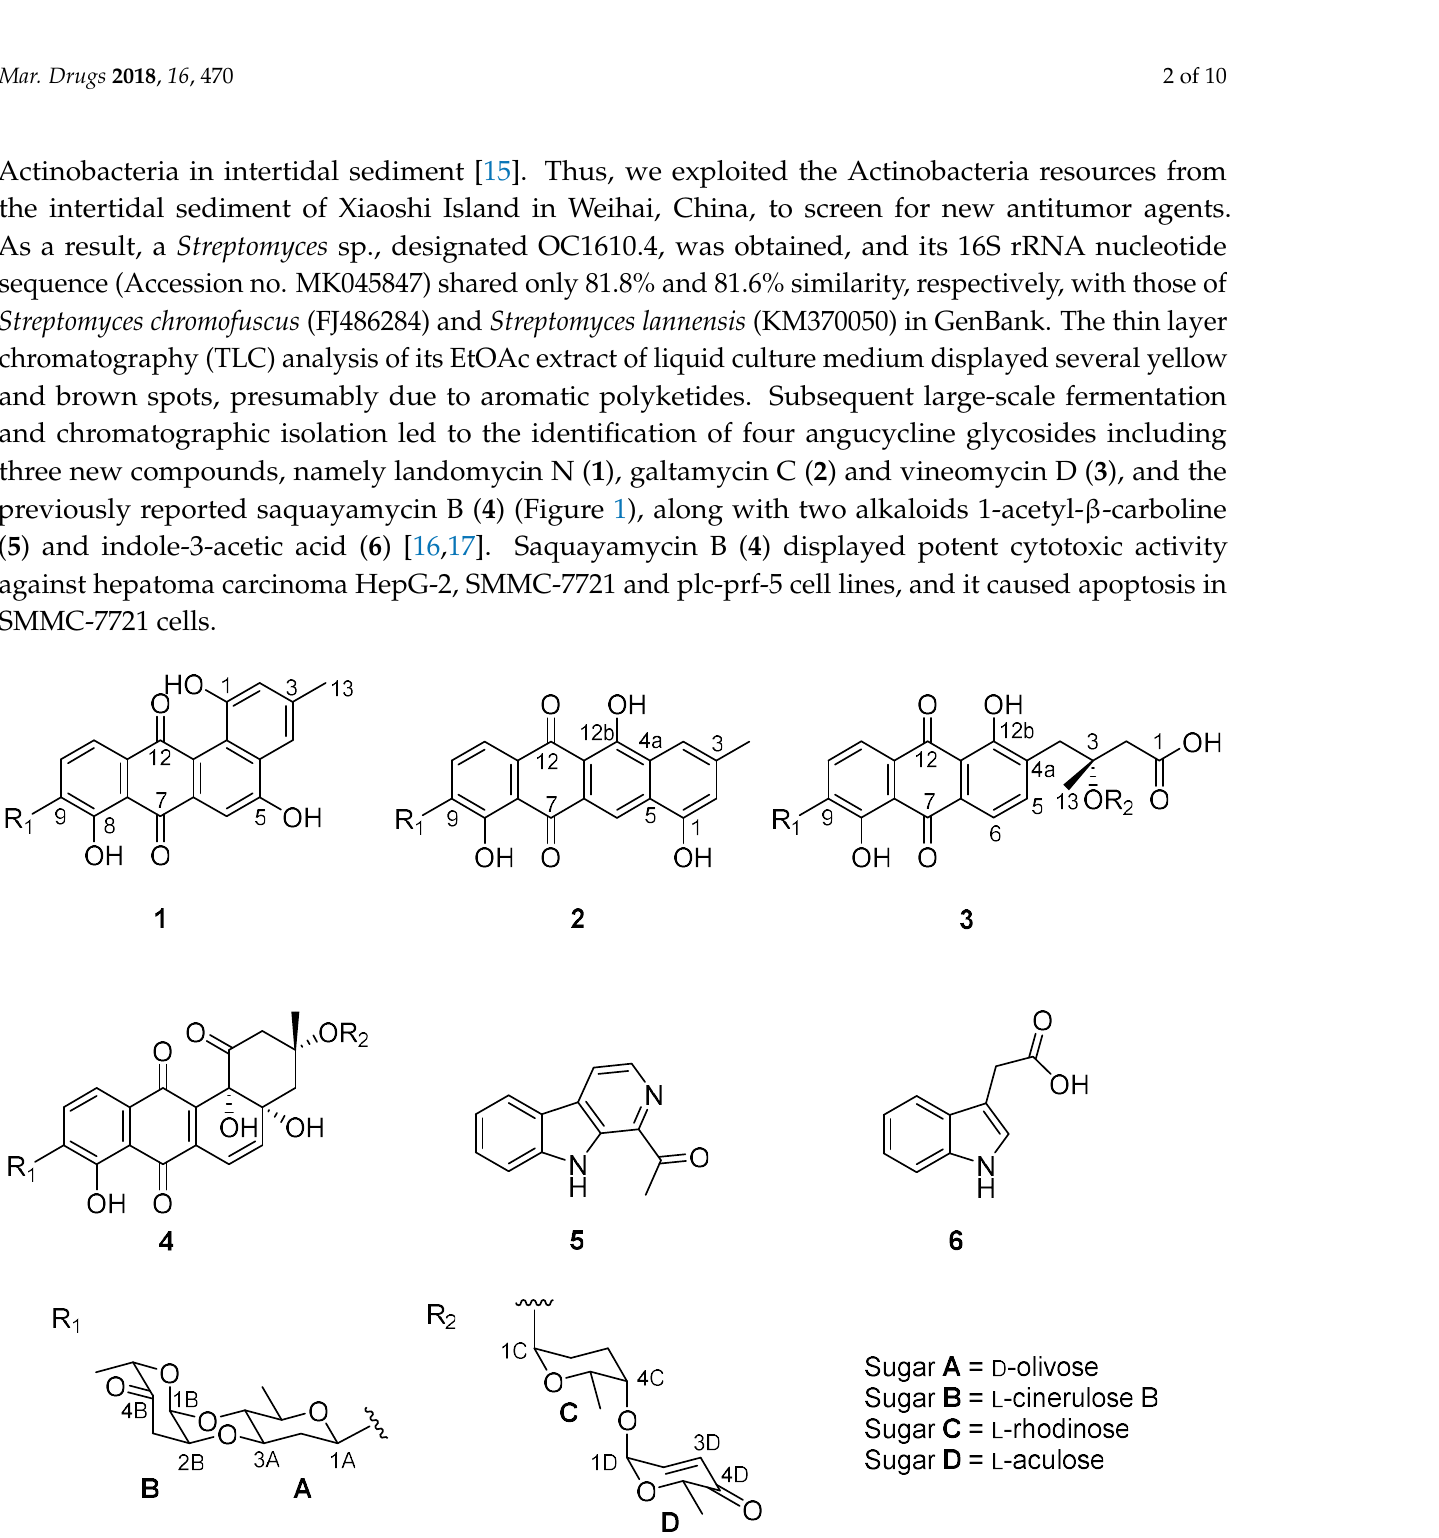 Mar. Drugs 2018, 16, 470 2 of 10
Actinobacteria in intertidal sediment [15]. Thus, we exploited the Actinobacteria resources from
the intertidal sediment of Xiaoshi Island in Weihai, China, to screen for new antitumor agents.
As a result, a Streptomyces sp., designated OC1610.4, was obtained, and its 16S rRNA nucleotide
sequence (Accession no. MK045847) shared only 81.8% and 81.6% similarity, respectively, with those of
Streptomyces chromofuscus (FJ486284) and Streptomyces lannensis (KM370050) in GenBank. The thin layer
chromatography (TLC) analysis of its EtOAc extract of liquid culture medium displayed several yellow
and brown spots, presumably due to aromatic polyketides. Subsequent large-scale fermentation
and chromatographic isolation led to the identification of four angucycline glycosides including
three new compounds, namely landomycin N (1), galtamycin C (2) and vineomycin D (3), and the
previously reported saquayamycin B (4) (Figure 1), along with two alkaloids 1-acetyl-β-carboline
(5) and indole-3-acetic acid (6) [16,17]. Saquayamycin B (4) displayed potent cytotoxic activity
against hepatoma carcinoma HepG-2, SMMC-7721 and plc-prf-5 cell lines, and it caused apoptosis in
SMMC-7721 cells.
HO 1 3 13
O
12
7
R1 9 8 5 OH
OH O
1
O OH
12b 4a 3
12
7
R1 9 5 1
OH O OH
2
O OH
12b 3 1 OH
12 4a
7 5 13 OR2 O
R1 9 6
OH O
3
O OR2
O
OH OH
R1
OH O
4
N
N
H
O
5
O
OH
N
H
6
R1
O
O
4B 1B
O O
O
2B 3A 1A
B A
R2
1C
O 4C
C
O
1D 3D
4D
O O
D
Sugar A = D-olivose
Sugar B = L-cinerulose B
Sugar C = L-rhodinose
Sugar D = L-aculose